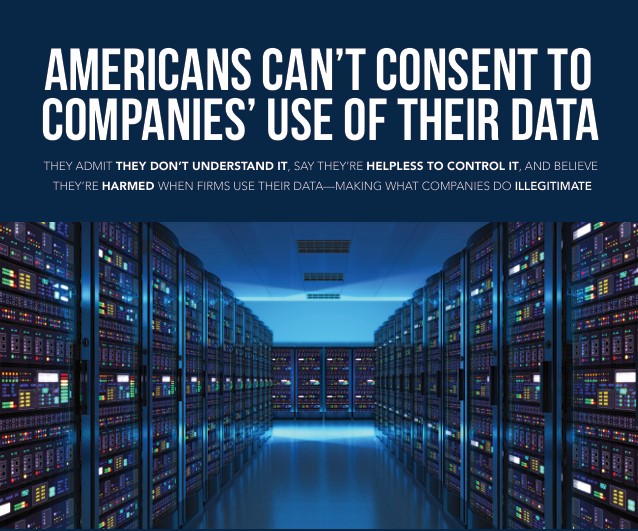 AMERICANS CAN'T CONSENT TO
COMPANIES' USE OF THEIR DATA
THEY ADMIT THEY DON'T UNDERSTAND IT, SAY THEY'RE HELPLESS TO CONTROL IT, AND BELIEVE
THEY'RE HARMED WHEN FIRMS USE THEIR DATA—MAKING WHAT COMPANIES DO ILLEGITIMATE